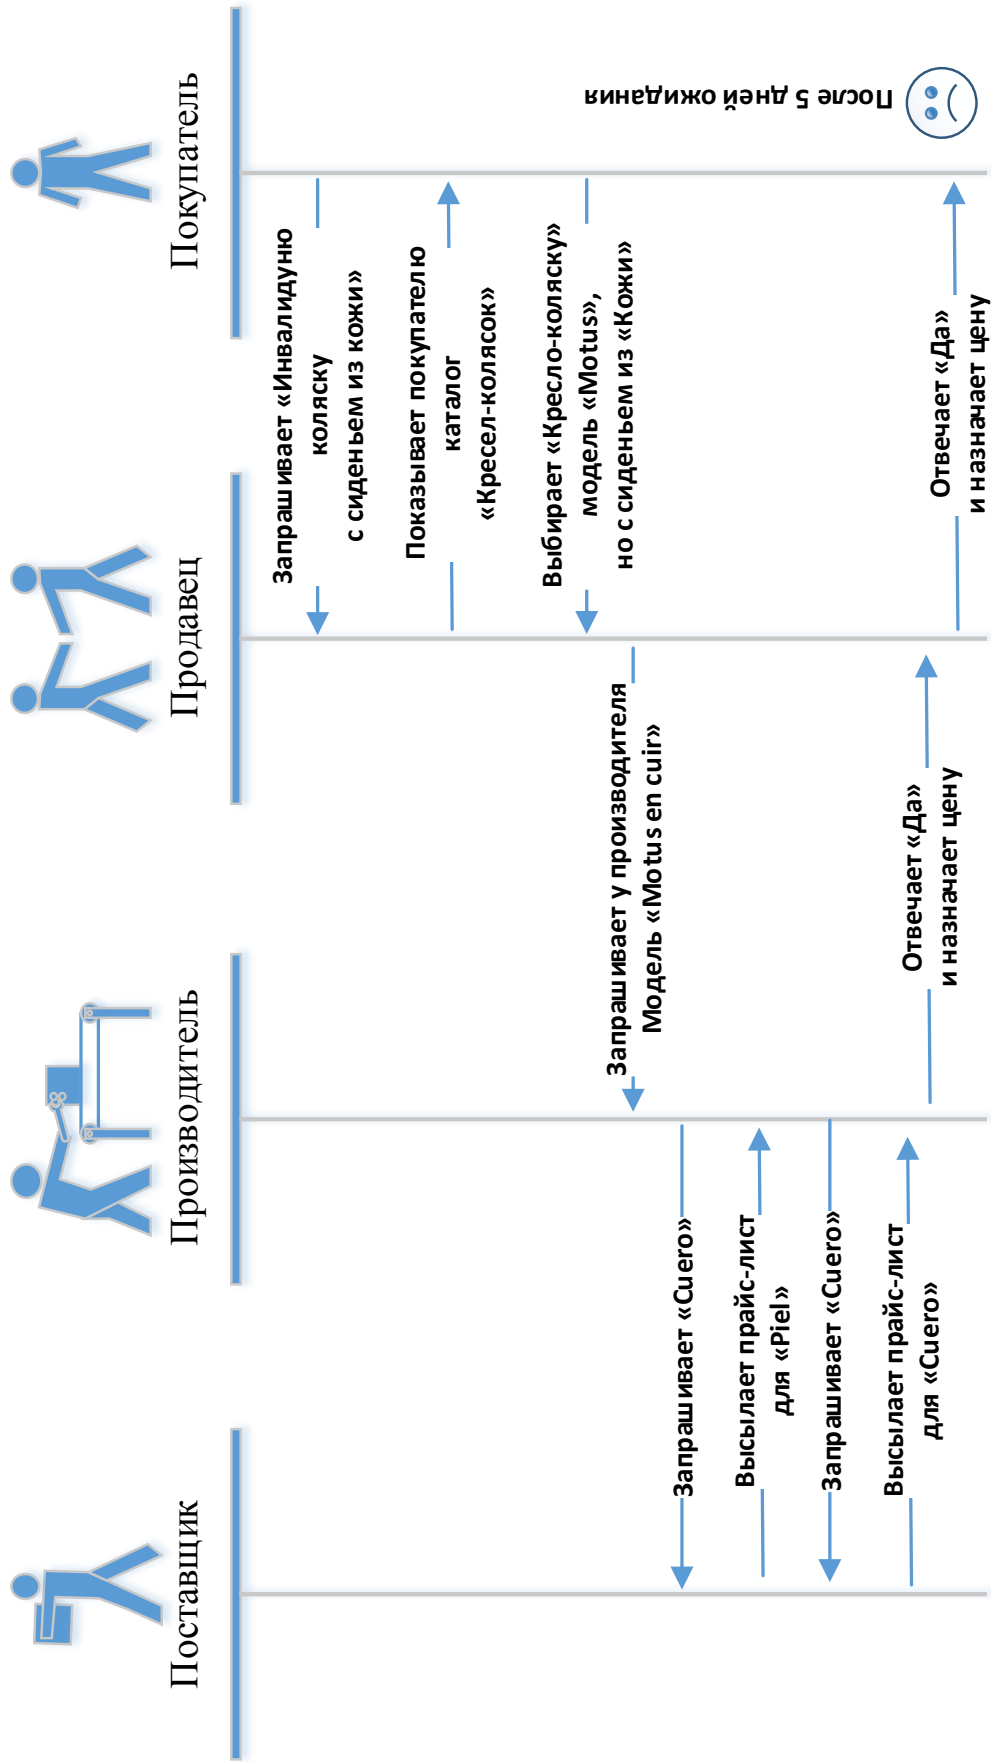 Поставщик
Производитель
Продавец
Покупатель
Запрашивает «Инвалидуню
коляску
с сиденьем из кожи»
Показывает покупателю
каталог
«Кресел-колясок»
Выбирает «Кресло-коляску»
модель «Motus»,
но с сиденьем из «Кожи»
Запрашивает у производителя
Модель «Motus en cuir»
Запрашивает «Cuero»
Высылает прайс-лист
для «Piel»
Запрашивает «Cuero»
Высылает прайс-лист
для «Cuero»
Отвечает «Да»
и назначает цену
Отвечает «Да»
и назначает цену
После 5 дней ожидания